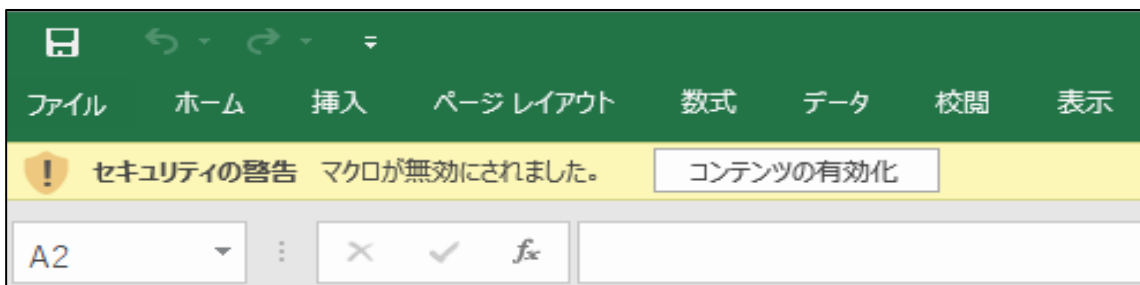 ファイル ホーム 挿入 ページ レイアウト 数式 データ 校閲 表示
セキュリティの警告 マクロが無効にされました。 コンテンツの有効化
A2 fx